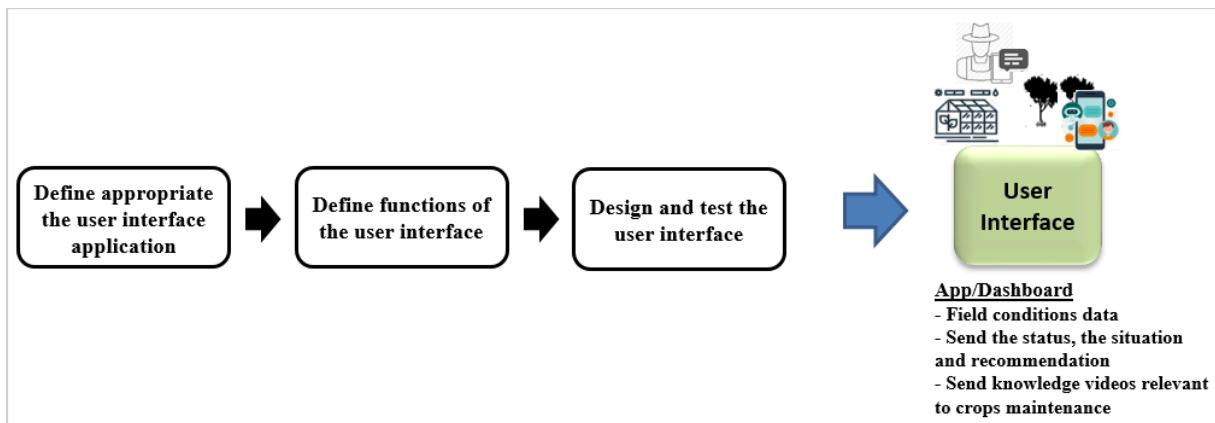 Define appropriate
the user interface
application
Define functions of
the user interface
Design and test the
user interface
User
Interface
App/Dashboard
- Field conditions data
- Send the status, the situation
and recommendation
- Send knowledge videos relevant
to crops maintenance